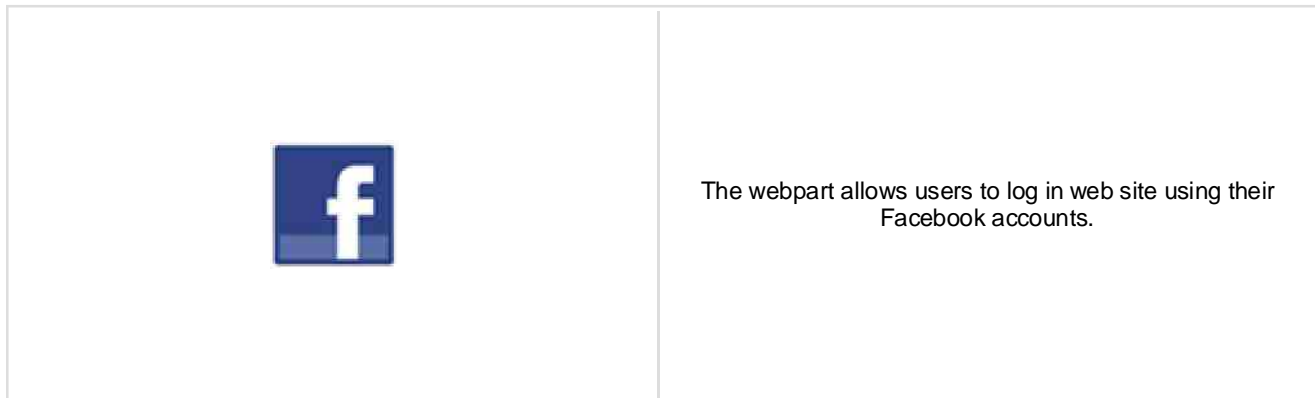 f
The webpart allows users to log in web site using their
Facebook accounts.